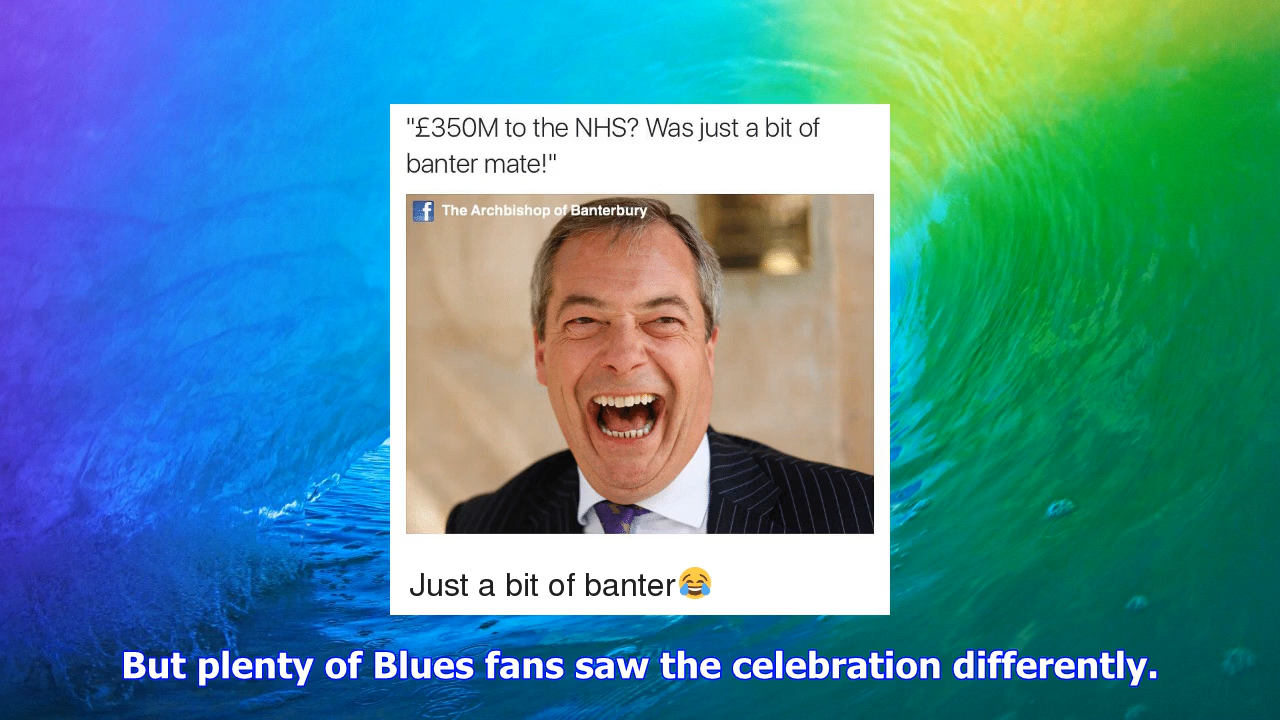 "£350M to the NHS? Was just a bit of
banter mate!"
The Archbishop of Banterbury
Just a bit of banter😂
But plenty of Blues fans saw the celebration differently.